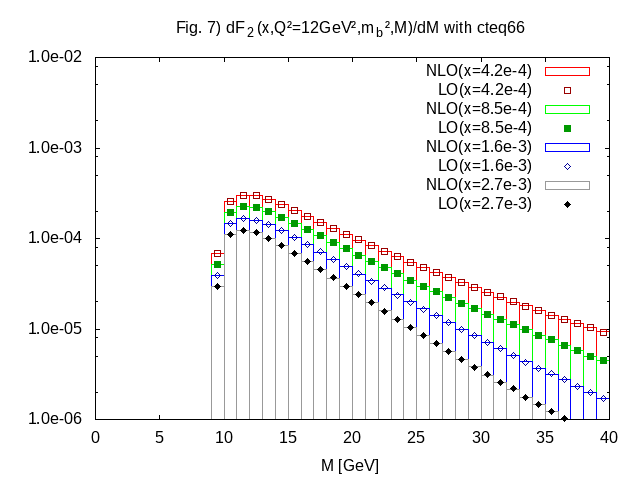 Fig. 7) dF2(x,Q²=12GeV²,mb²,M)/dM with cteq66
1.0e-02
1.0e-03
1.0e-04
1.0e-05
1.0e-06
NLO(x=4.2e-4)
LO(x=4.2e-4)
NLO(x=8.5e-4)
LO(x=8.5e-4)
NLO(x=1.6e-3)
LO(x=1.6e-3)
NLO(x=2.7e-3)
LO(x=2.7e-3)
0 5 10 15 20 25 30 35 40
M [GeV]